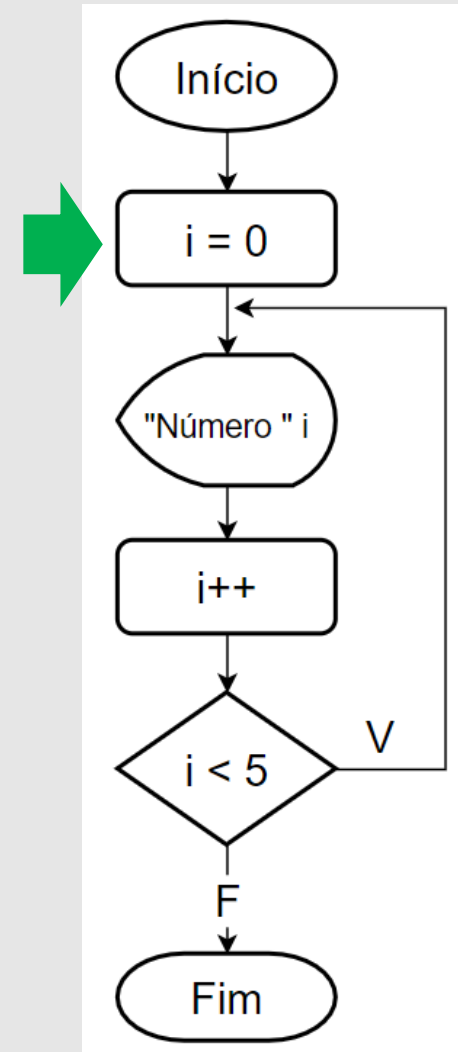 Início
i = 0
"Número " i
i++
i < 5
V
F
Fim